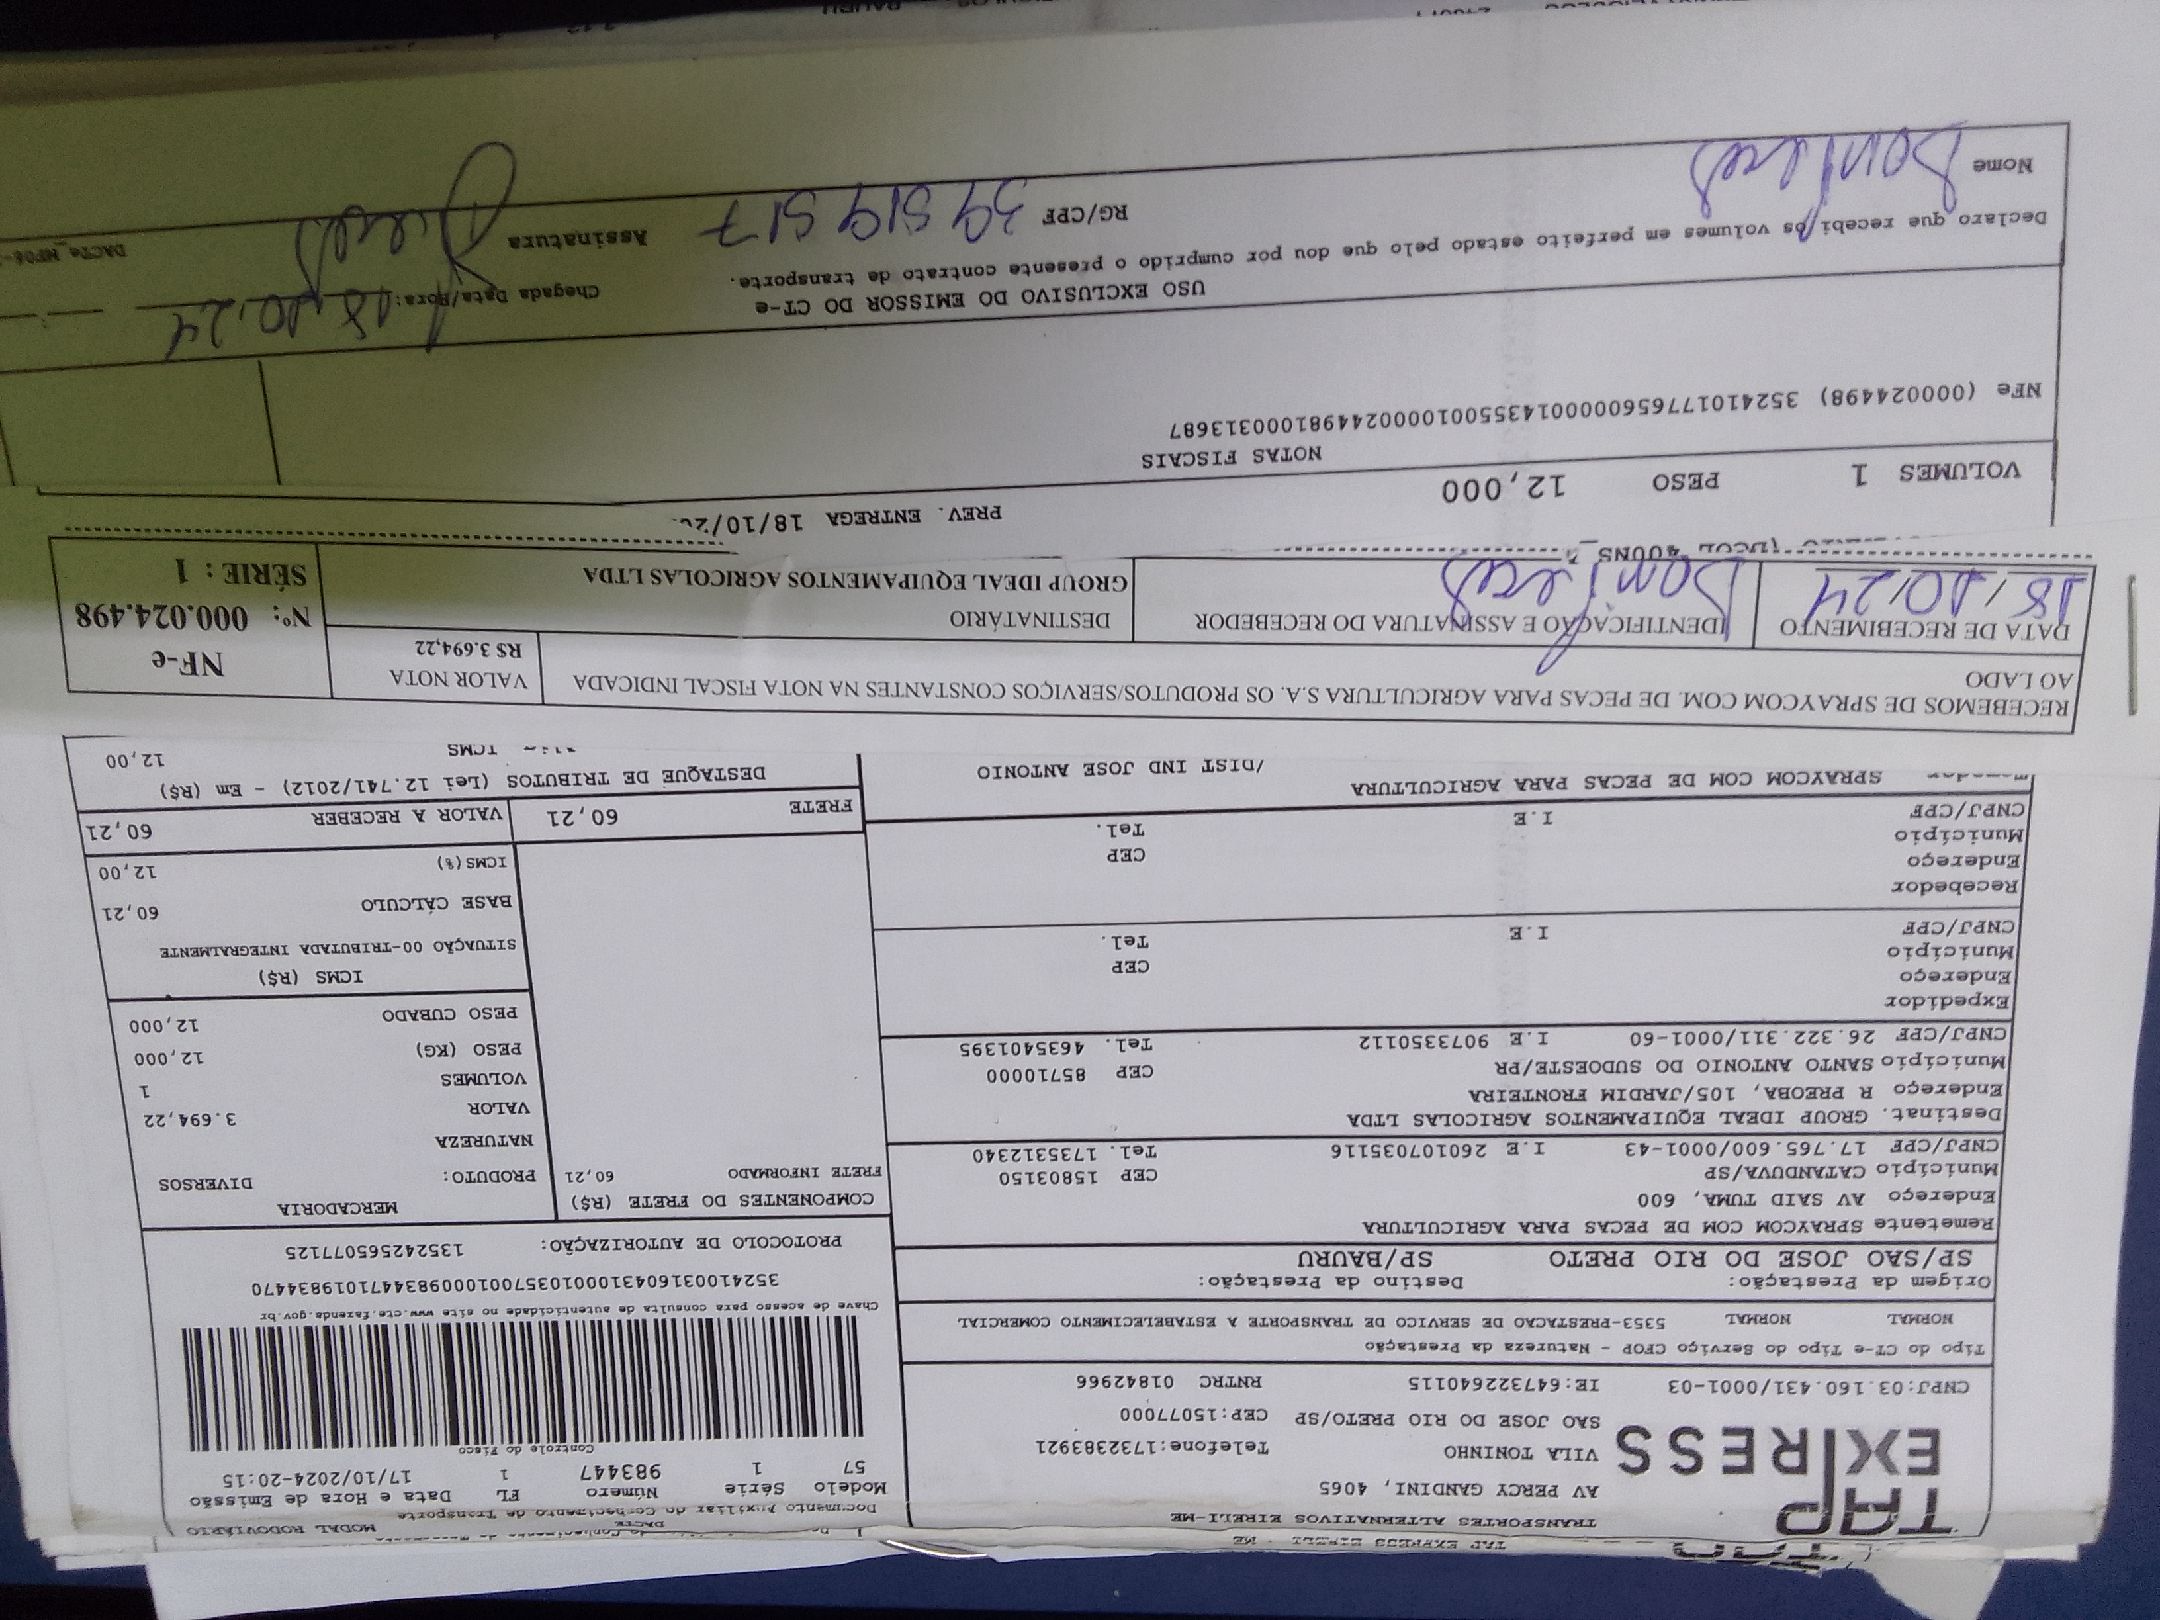 TAP EXPRESS EIRELI - ME
TAP
EXPRESS
TRANSPORTES ALTERNATIVOS EIRELI-ME
AV PERCY GANDINI, 4065
VILA TONINHO Telefone:1732383921
SAO JOSE DO RIO PRETO/SP CEP:15077000
CNPJ:03.160.431/0001-03 IE:647322640115 RNTRC 01842966
DACTE MODAL RODOVIÁRIO
Documento Auxiliar do Conhecimento de Transporte
Modelo Série Número FL Data e Hora de Emissão
57 1 983447 1 17/10/2024-20:15
Controle do Fisco
Chave de acesso para consulta de autenticidade no site www.cte.fazenda.gov.br
35241003160431000103570010009834471019834470
PROTOCOLO DE AUTORIZAÇÃO: 135242565077125
Tipo do CT-e Tipo do Serviço CFOP - Natureza da Prestação
NORMAL NORMAL 5353-PRESTACAO DE SERVICO DE TRANSPORTE A ESTABELECIMENTO COMERCIAL
Origem da Prestação: Destino da Prestação:
SP/SAO JOSE DO RIO PRETO SP/BAURU
Remetente SPRAYCOM COM DE PECAS PARA AGRICULTURA
Endereço AV SAID TUMA, 600
Município CATANDUVA/SP CEP 15803150
CNPJ/CPF 17.765.600/0001-43 I.E 260107035116 Tel. 1735312340
Destinat. GROUP IDEAL EQUIPAMENTOS AGRICOLAS LTDA
Endereço R PREOBA, 105/JARDIM FRONTEIRA
Município SANTO ANTONIO DO SUDOESTE/PR CEP 85710000
CNPJ/CPF 26.322.311/0001-60 I.E 9073350112 Tel. 4635401395
Expedidor
Endereço
Município CEP
CNPJ/CPF I.E Tel.
Recebedor
Endereço
Município CEP
CNPJ/CPF I.E Tel.
SPRAYCOM COM DE PECAS PARA AGRICULTURA /DIST IND JOSE ANTONIO
COMPONENTES DO FRETE (R$)
FRETE INFORMADO 60,21
MERCADORIA
PRODUTO: DIVERSOS
NATUREZA
VALOR 3.694,22
VOLUMES 1
PESO (KG) 12,000
PESO CUBADO 12,000
ICMS (R$)
SITUAÇÃO 00-TRIBUTADA INTEGRALMENTE
BASE CÁLCULO 60,21
ICMS(%) 12,00
FRETE 60,21 VALOR A RECEBER 60,21
DESTAQUE DE TRIBUTOS (Lei 12.741/2012) - Em (R$)
ICMS 12,00
RECEBEMOS DE SPRAYCOM COM. DE PECAS PARA AGRICULTURA S.A. OS PRODUTOS/SERVIÇOS CONSTANTES NA NOTA FISCAL INDICADA
AO LADO
VALOR NOTA
R$ 3.694,22
NF-e
Nº: 000.024.498
SÉRIE : 1
DATA DE RECEBIMENTO
18/10/24
IDENTIFICAÇÃO E ASSINATURA DO RECEBEDOR
DESTINATÁRIO
GROUP IDEAL EQUIPAMENTOS AGRICOLAS LTDA
PREV. ENTREGA 18/10/20
VOLUMES 1 PESO 12,000
NOTAS FISCAIS
NFe (000024498) 35241017765600000143550010000244981000313687
USO EXCLUSIVO DO EMISSOR DO CT-e
Declaro que recebi os volumes em perfeito estado pelo que dou por cumprido o presente contrato de transporte.
Chegada Data/Hora: 18/10/24
Nome
RG/CPF 39519517
Assinatura